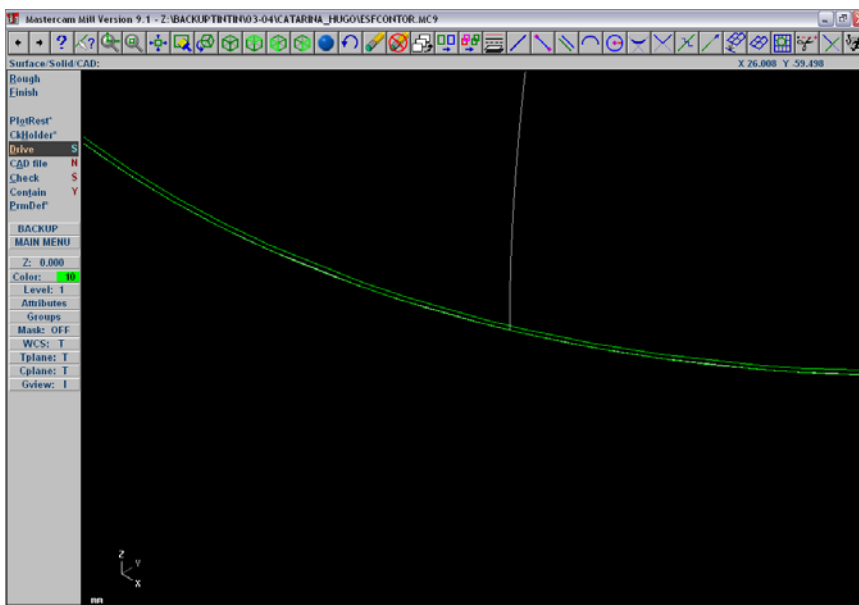 Mastercam Mill Version 9.1 - Z:\BACKUPTINTIN\03-04\CATARINA_HUGO\ESFCONTOR.MC9
Surface/Solid/CAD:
X 26.008 Y -59.498
Rough
Finish
PlotRest*
CkHolder*
Drive S
CAD file N
Check S
Contain Y
PrmDef*
BACKUP
MAIN MENU
Z: 0.000
Color: 10
Level: 1
Attributes
Groups
Mask: OFF
WCS: T
Tplane: T
Cplane: T
Gview: I
Z
Y
X
mm